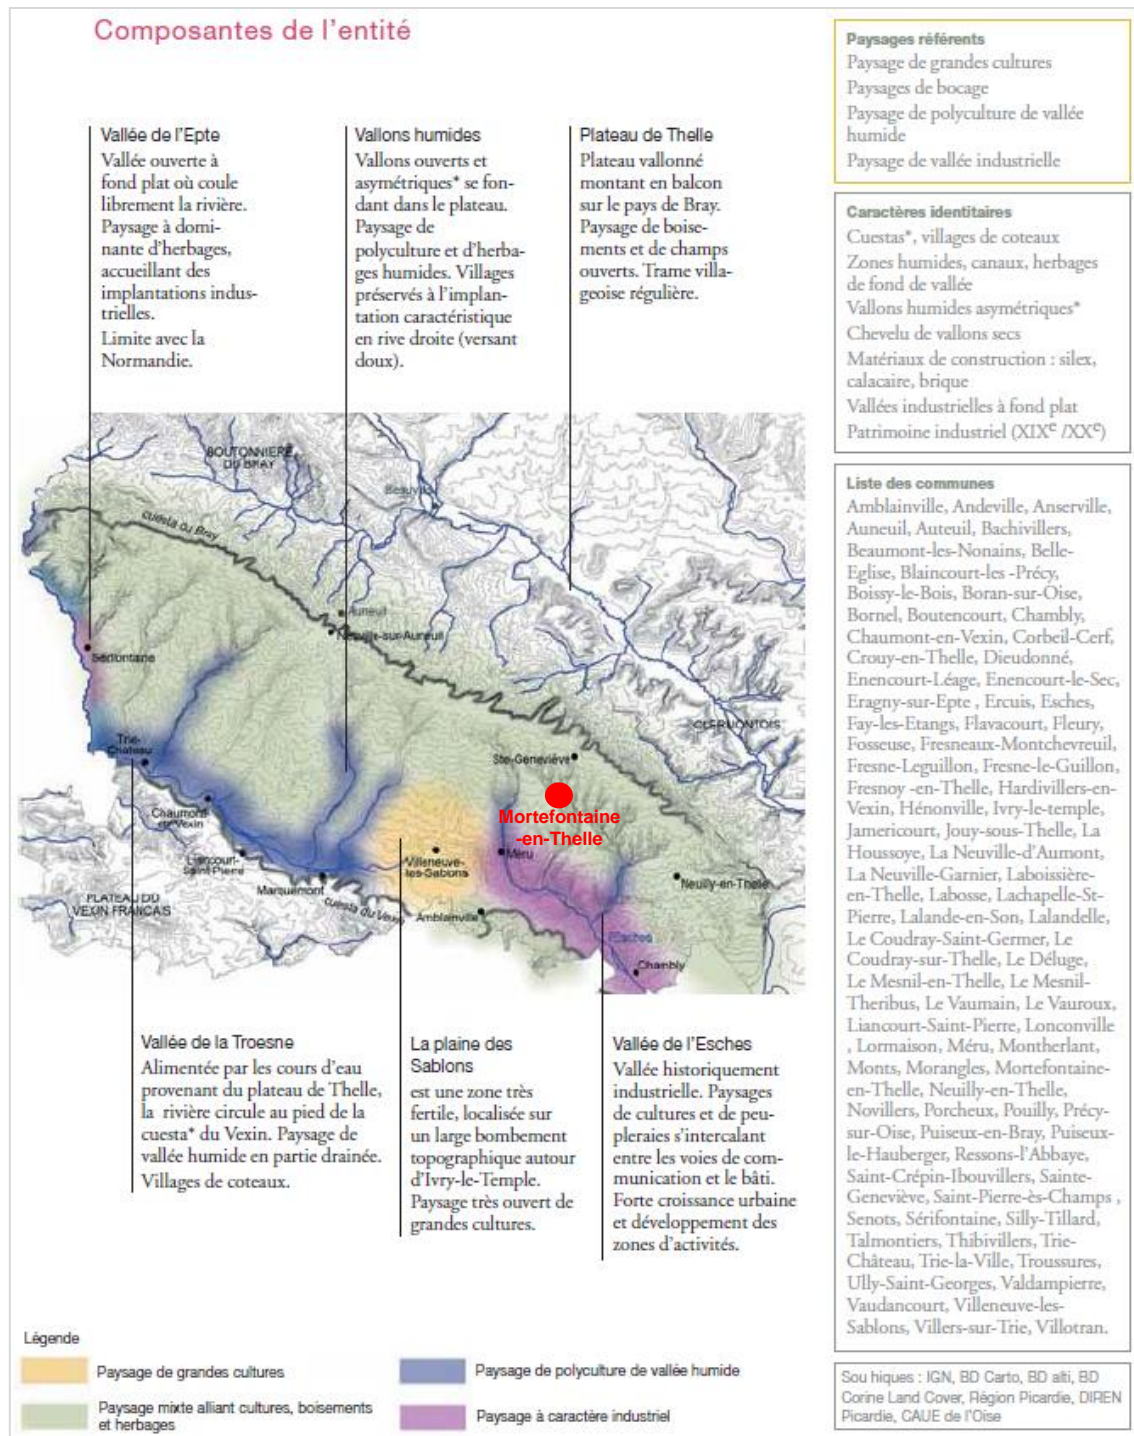 Composantes de l'entité
Vallée de l'Epte
Vallée ouverte à
fond plat où coule
librement la rivière.
Paysage à domi-
nante d'herbages,
accueillant des
implantations indus-
trielles.
Limite avec la
Normandie.
Vallons humides
Vallons ouverts et
asymétriques* se fon-
dant dans le plateau.
Paysage de
polyculture et d'herba-
ges humides. Villages
préservés à l'implan-
tation caractéristique
en rive droite (versant
doux).
Plateau de Thelle
Plateau vallonné
montant en balcon
sur le pays de Bray.
Paysage de boise-
ments et de champs
ouverts. Trame villa-
geoise régulière.
BOUTONNIERE
DU BRAY
Beauvais
cuesta du Bray
Auneuil
Neuville-sur-Auneuil
Sérifontaine
CLERMONTOIS
Trie-
Chateau
Ste-Geneviève
Mortefontaine
-en-Thelle
Chaumont
en-Vexin
Méru
Liancourt-
Saint-Pierre
Villeneuve-
les-Sablons
Neuilly-en-Thelle
Marquemont
PLATEAU DU
VEXIN FRANCAIS
cuesta du Vexin
Amblainville
l'Esches
Chambly
Vallée de la Troesne
Alimentée par les cours d'eau
provenant du plateau de Thelle,
la rivière circule au pied de la
cuesta* du Vexin. Paysage de
vallée humide en partie drainée.
Villages de coteaux.
La plaine des
Sablons
est une zone très
fertile, localisée sur
un large bombement
topographique autour
d'Ivry-le-Temple.
Paysage très ouvert de
grandes cultures.
Vallée de l'Esches
Vallée historiquement
industrielle. Paysages
de cultures et de peu-
pleraies s'intercalant
entre les voies de com-
munication et le bâti.
Forte croissance urbaine
et développement des
zones d'activités.
Légende
Paysage de grandes cultures
Paysage mixte alliant cultures, boisements
et herbages
Paysage de polyculture de vallée humide
Paysage à caractère industriel
Paysages référents
Paysage de grandes cultures
Paysages de bocage
Paysage de polyculture de vallée
humide
Paysage de vallée industrielle
Caractères identitaires
Cuestas*, villages de coteaux
Zones humides, canaux, herbages
de fond de vallée
Vallons humides asymétriques*
Chevelu de vallons secs
Matériaux de construction : silex,
calacaire, brique
Vallées industrielles à fond plat
Patrimoine industriel (XIXe /XXe)
Liste des communes
Amblainville, Andeville, Anserville,
Auneuil, Auteuil, Bachivillers,
Beaumont-les-Nonains, Belle-
Eglise, Blaincourt-les -Précy,
Boissy-le-Bois, Boran-sur-Oise,
Bornel, Boutencourt, Chambly,
Chaumont-en-Vexin, Corbeil-Cerf,
Crouy-en-Thelle, Dieudonné,
Enencourt-Léage, Enencourt-le-Sec,
Eragny-sur-Epte , Ercuis, Esches,
Fay-les-Etangs, Flavacourt, Fleury,
Fosseuse, Fresneaux-Montchevreuil,
Fresne-Leguillon, Fresne-le-Guillon,
Fresnoy -en-Thelle, Hardivillers-en-
Vexin, Hénonville, Ivry-le-temple,
Jamericourt, Jouy-sous-Thelle, La
Houssoye, La Neuville-d'Aumont,
La Neuville-Garnier, Laboissière-
en-Thelle, Labosse, Lachapelle-St-
Pierre, Lalande-en-Son, Lalandelle,
Le Coudray-Saint-Germer, Le
Coudray-sur-Thelle, Le Déluge,
Le Mesnil-en-Thelle, Le Mesnil-
Theribus, Le Vaumain, Le Vauroux,
Liancourt-Saint-Pierre, Lonconville
, Lormaison, Méru, Montherlant,
Monts, Morangles, Mortefontaine-
en-Thelle, Neuilly-en-Thelle,
Novillers, Porcheux, Pouilly, Précy-
sur-Oise, Puiseux-en-Bray, Puiseux-
le-Hauberger, Ressons-l'Abbaye,
Saint-Crépin-Ibouvillers, Sainte-
Geneviève, Saint-Pierre-ès-Champs ,
Senots, Sérifontaine, Silly-Tillard,
Talmontiers, Thibivillers, Trie-
Château, Trie-la-Ville, Troussures,
Ully-Saint-Georges, Valdampierre,
Vaudancourt, Villeneuve-les-
Sablons, Villers-sur-Trie, Villotran.
Sou hiques : IGN, BD Carto, BD alti, BD
Corine Land Cover, Région Picardie, DIREN
Picardie, CAUE de l'Oise